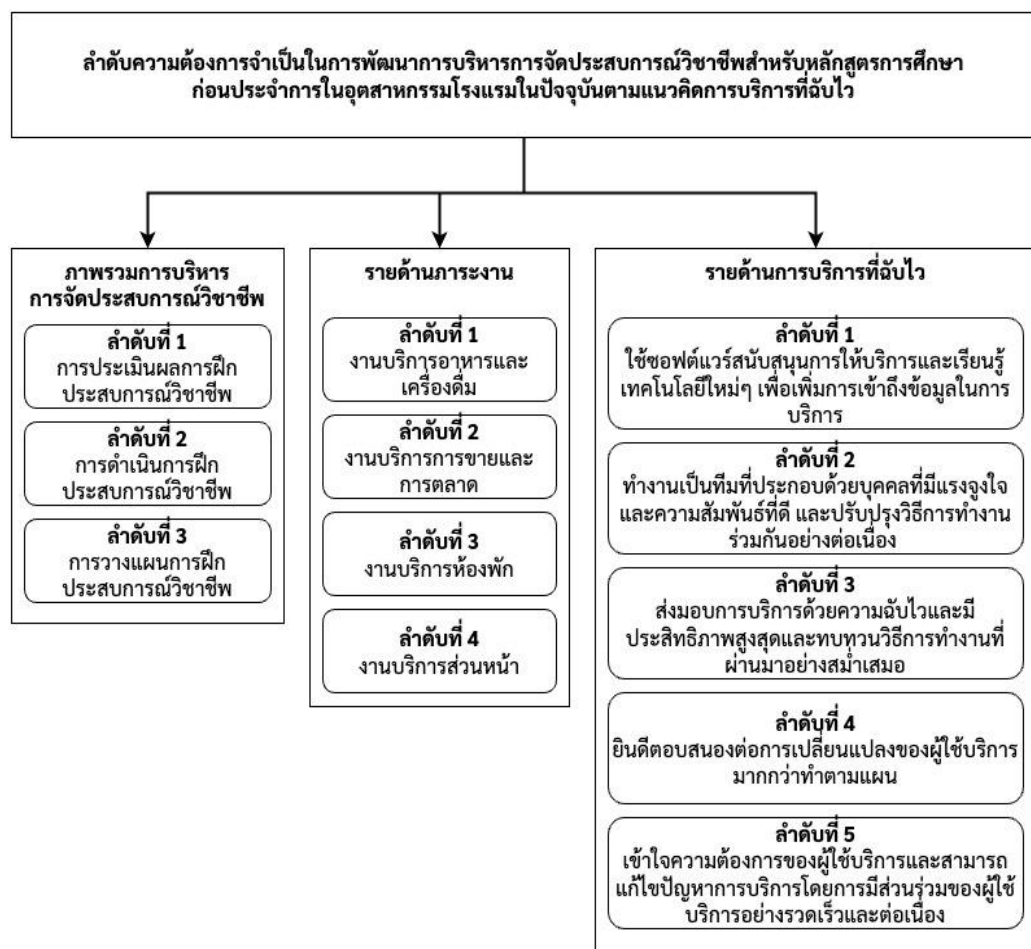 ลำดับความต้องการจำเป็นในการพัฒนาการบริหารการจัดประสบการณ์วิชาชีพสำหรับหลักสูตรการศึกษา
ก่อนประจำการในอุตสาหกรรมโรงแรมในปัจจุบันตามแนวคิดการบริการที่ฉับไว
ภาพรวมการบริหาร
การจัดประสบการณ์วิชาชีพ
ลำดับที่ 1
การประเมินผลการฝึก
ประสบการณ์วิชาชีพ
ลำดับที่ 2
การดำเนินการฝึก
ประสบการณ์วิชาชีพ
ลำดับที่ 3
การวางแผนการฝึก
ประสบการณ์วิชาชีพ
รายด้านภาระงาน
ลำดับที่ 1
งานบริการอาหารและ
เครื่องดื่ม
ลำดับที่ 2
งานบริการการขายและ
การตลาด
ลำดับที่ 3
งานบริการห้องพัก
ลำดับที่ 4
งานบริการส่วนหน้า
รายด้านการบริการที่ฉับไว
ลำดับที่ 1
ใช้ซอฟต์แวร์สนับสนุนการให้บริการและเรียนรู้
เทคโนโลยีใหม่ๆ เพื่อเพิ่มการเข้าถึงข้อมูลในการ
บริการ
ลำดับที่ 2
ทำงานเป็นทีมที่ประกอบด้วยบุคคลที่มีแรงจูงใจ
และความสัมพันธ์ที่ดี และปรับปรุงวิธีการทำงาน
ร่วมกันอย่างต่อเนื่อง
ลำดับที่ 3
ส่งมอบการบริการด้วยความฉับไวและมี
ประสิทธิภาพสูงสุดและทบทวนวิธีการทำงานที่
ผ่านมาอย่างสม่ำเสมอ
ลำดับที่ 4
ยินดีตอบสนองต่อการเปลี่ยนแปลงของผู้ใช้บริการ
มากกว่าทำตามแผน
ลำดับที่ 5
เข้าใจความต้องการของผู้ใช้บริการและสามารถ
แก้ไขปัญหาการบริการโดยการมีส่วนร่วมของผู้ใช้
บริการอย่างรวดเร็วและต่อเนื่อง